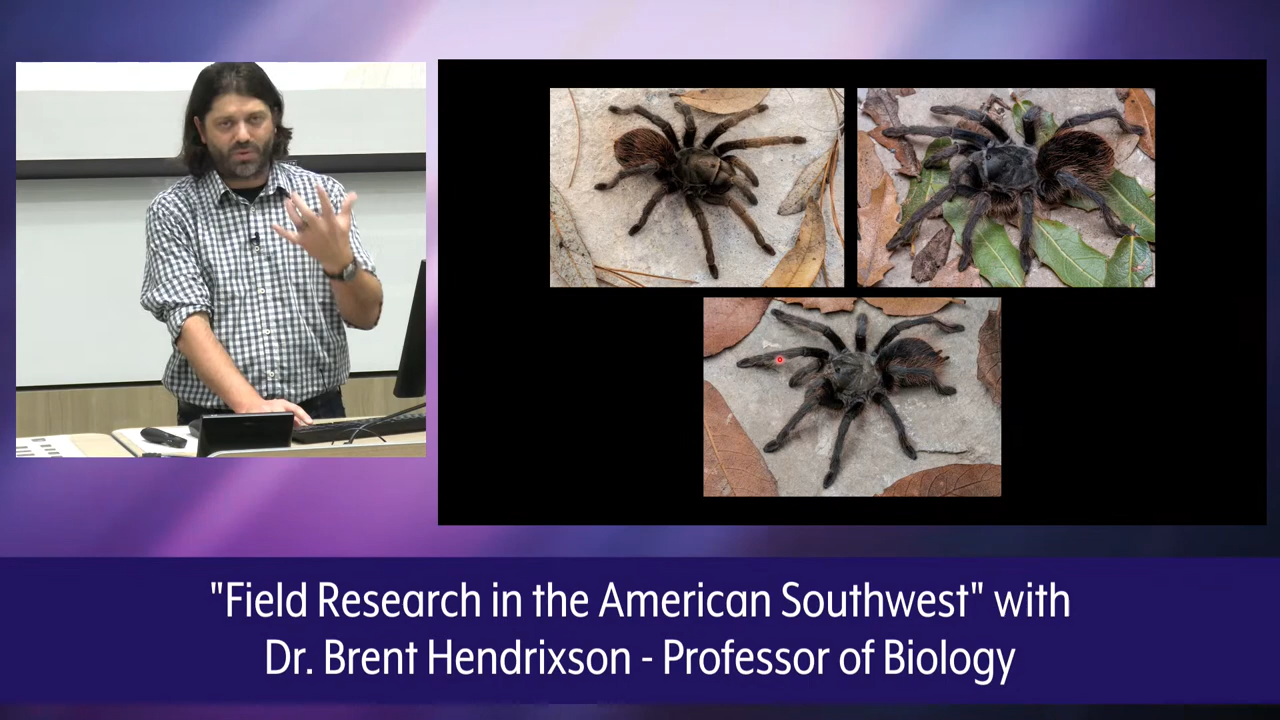 "Field Research in the American Southwest" with
Dr. Brent Hendrixson - Professor of Biology